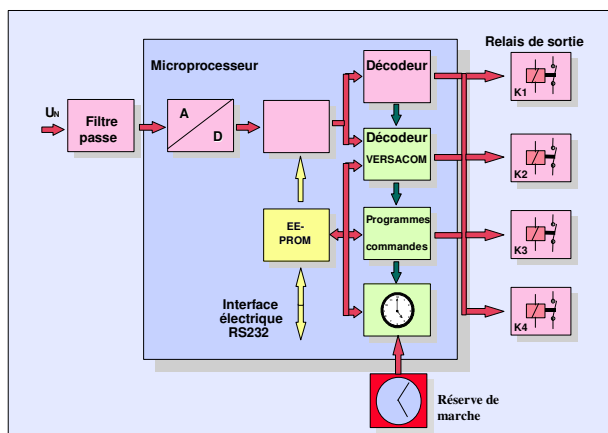 Microprocesseur
Relais de sortie
Décodeur
K1
UN
Filtre
passe
A
D
Décodeur
VERSACOM
K2
EE-
PROM
Programmes
commandes
K3
Interface
électrique
RS232
K4
Réserve de
marche